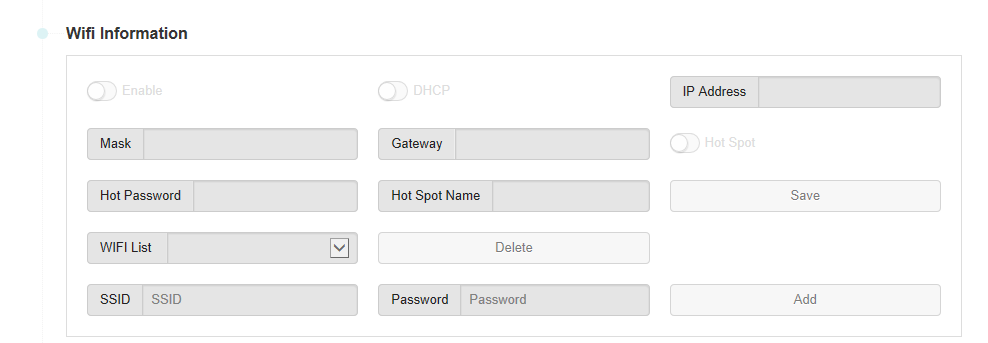 Wifi Information
Enable DHCP IP Address
Mask Gateway Hot Spot
Hot Password Hot Spot Name Save
WIFI List Delete
SSID SSID Password Password Add